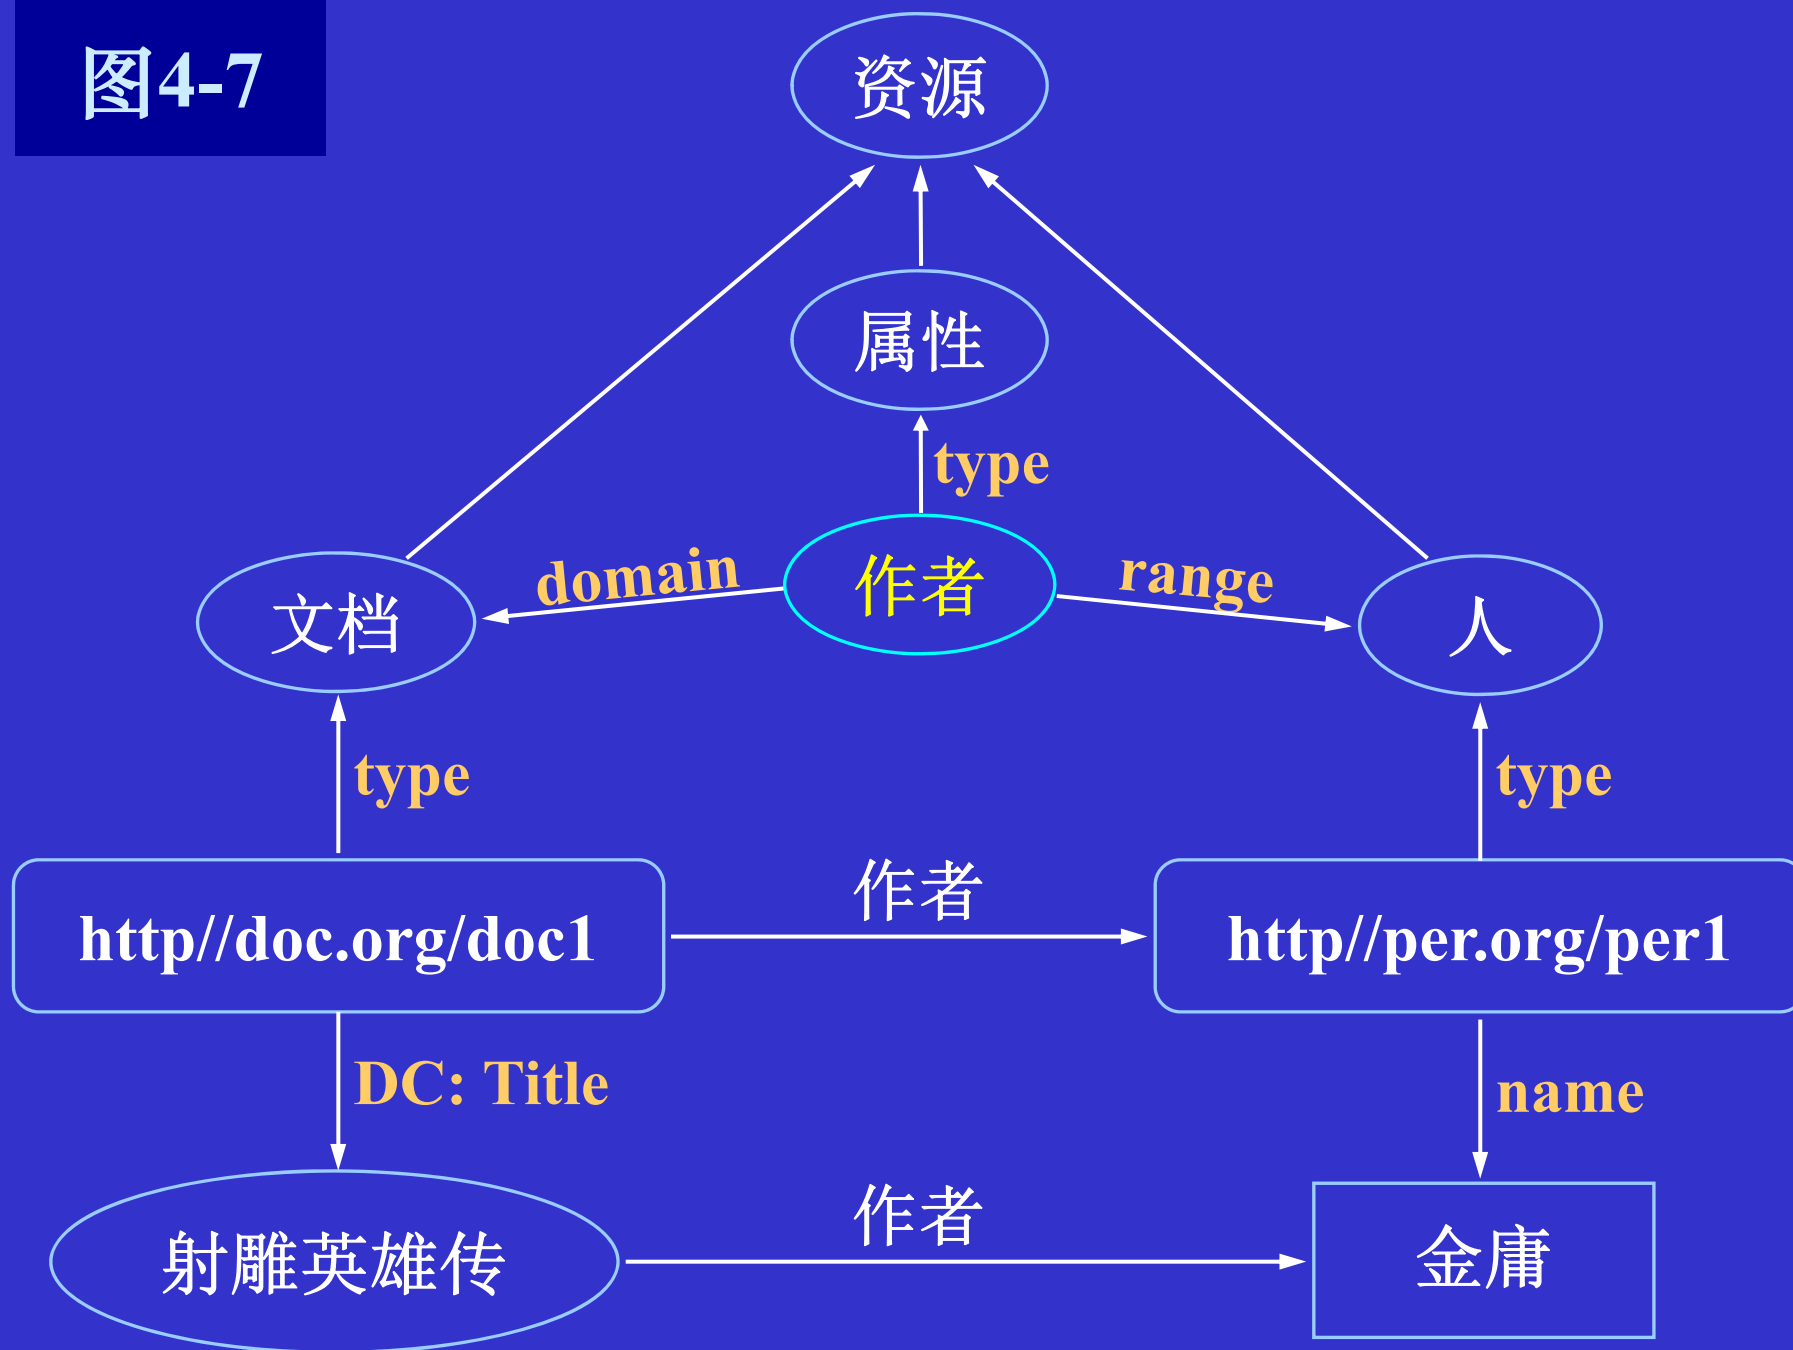 图4-7
资源
属性
type
domain
作者
range
文档
人
type
type
作者
http//doc.org/doc1
http//per.org/per1
DC: Title
name
作者
射雕英雄传
金庸